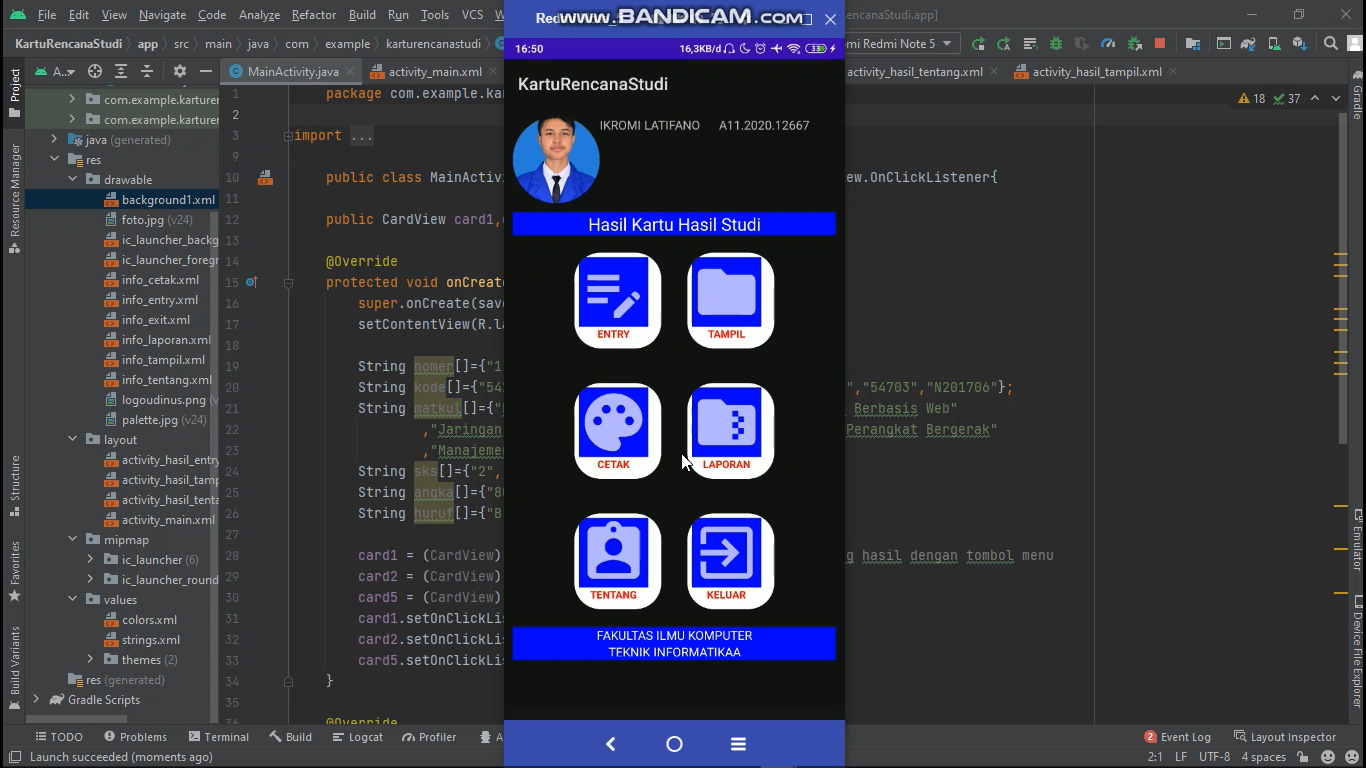 File Edit View Navigate Code Analyze Refactor Build Run Tools VCS
www.BANDICAM.com
encanaStudi.app]
KartuRencanaStudi app src main java com example karturencanastudi
mi Redmi Note 5
16:50 16,3KB/d 33
KartuRencanaStudi
IKROMI LATIFANO A11.2020.12667
Hasil Kartu Hasil Studi
ENTRY TAMPIL
CETAK LAPORAN
TENTANG KELUAR
FAKULTAS ILMU KOMPUTER
TEKNIK INFORMATIKAA
A...
MainActivity.java activity_main.xml activity_hasil_tentang.xml activity_hasil_tampil.xml
Project
Resource Manager
Structure
Favorites
Build Variants
com.example.karturer
com.example.karturer
java (generated)
res
drawable
background1.xml
foto.jpg (v24)
ic_launcher_backg
ic_launcher_foregr
info_cetak.xml
info_entry.xml
info_exit.xml
info_laporan.xml
info_tampil.xml
info_tentang.xml
logoudinus.png (v
palette.jpg (v24)
layout
activity_hasil_entry
activity_hasil_tamp
activity_hasil_tenta
activity_main.xml
mipmap
ic_launcher (6)
ic_launcher_round
values
colors.xml
strings.xml
themes (2)
res (generated)
Gradle Scripts
18 37
1 package com.example.ka
2
3 import ...
9
10 public class MainActivi ew.OnClickListener{
11
12 public CardView card1,
13
14 @Override
15 protected void onCreat
16 super.onCreate(sav
17 setContentView(R.la
18
19 String nomer[]={"1
20 String kode[]={"54 ","54703","N201706"};
21 String matkul[]={" Berbasis Web"
22 ,"Jaringan Perangkat Bergerak"
23 ,"Manajeme
24 String sks[]={"2",
25 String angka[]={"8
26 String huruf[]={"B
27
28 card1 = (CardView) g hasil dengan tombol menu
29 card2 = (CardView)
30 card5 = (CardView)
31 card1.setOnClickLi
32 card2.setOnClickLi
33 card5.setOnClickLi
34 }
35
36 @Override
Gradle
Emulator
Device File Explorer
TODO Problems Terminal Build Logcat Profiler A
2 Event Log Layout Inspector
Launch succeeded (moments ago) 2:1 LF UTF-8 4 spaces